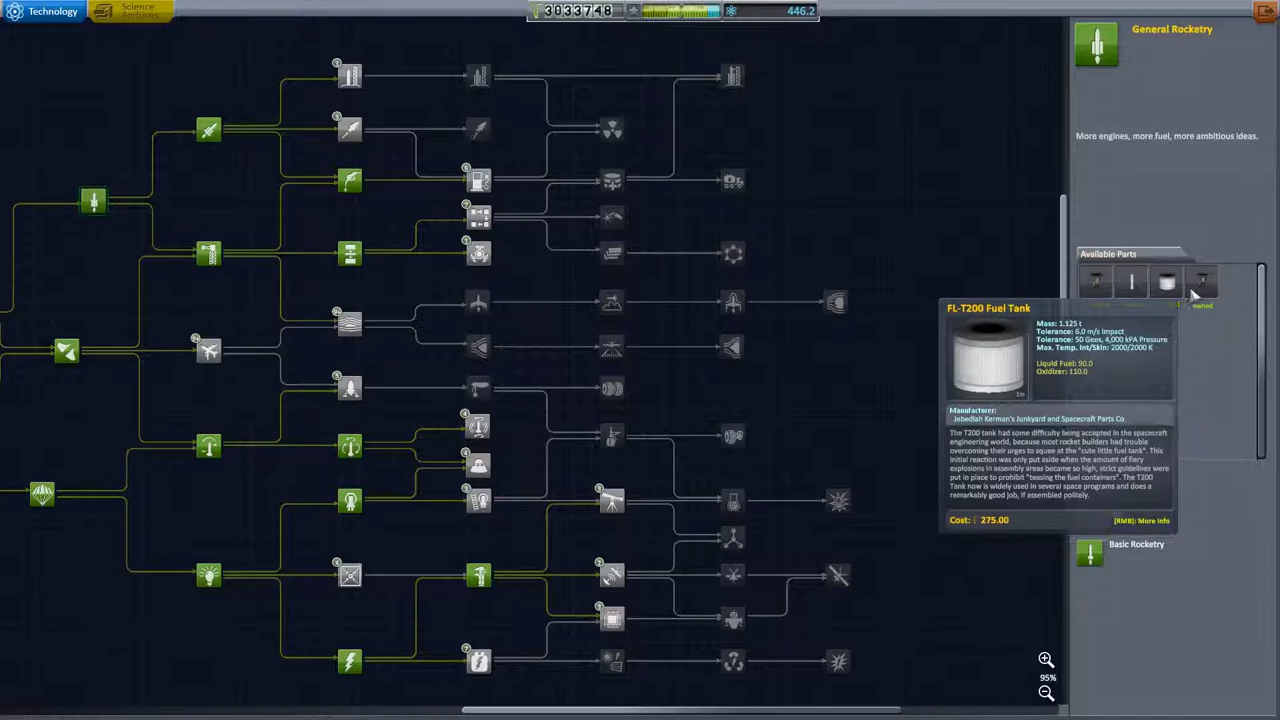 Technology
Science
Archives
3033748
446.2
General Rocketry
More engines, more fuel, more ambitious ideas.
Available Parts
FL-T200 Fuel Tank
Mass: 1.125 t
Tolerance: 6.0 m/s Impact
Tolerance: 50 Gees, 4,000 kPa Pressure
Max. Temp. Int/Skin: 2000/2000 K
Liquid Fuel: 90.0
Oxidizer: 110.0
1m
Manufacturer:
Jebediah Kerman's Junkyard and Spacecraft Parts Co
The T200 tank had some difficulty being accepted in the spacecraft
engineering world, because most rocket builders had trouble
overcoming their urges to squee at the "cute little fuel tank". This
initial reaction was only put aside when the amount of fiery
explosions in assembly areas became so high, strict guidelines were
put in place to prohibit "teasing the fuel containers". The T200
Tank now is widely used in several space programs and does a
remarkably good job, if assembled politely.
Cost: 275.00
[RMB]: More Info
Basic Rocketry
95%